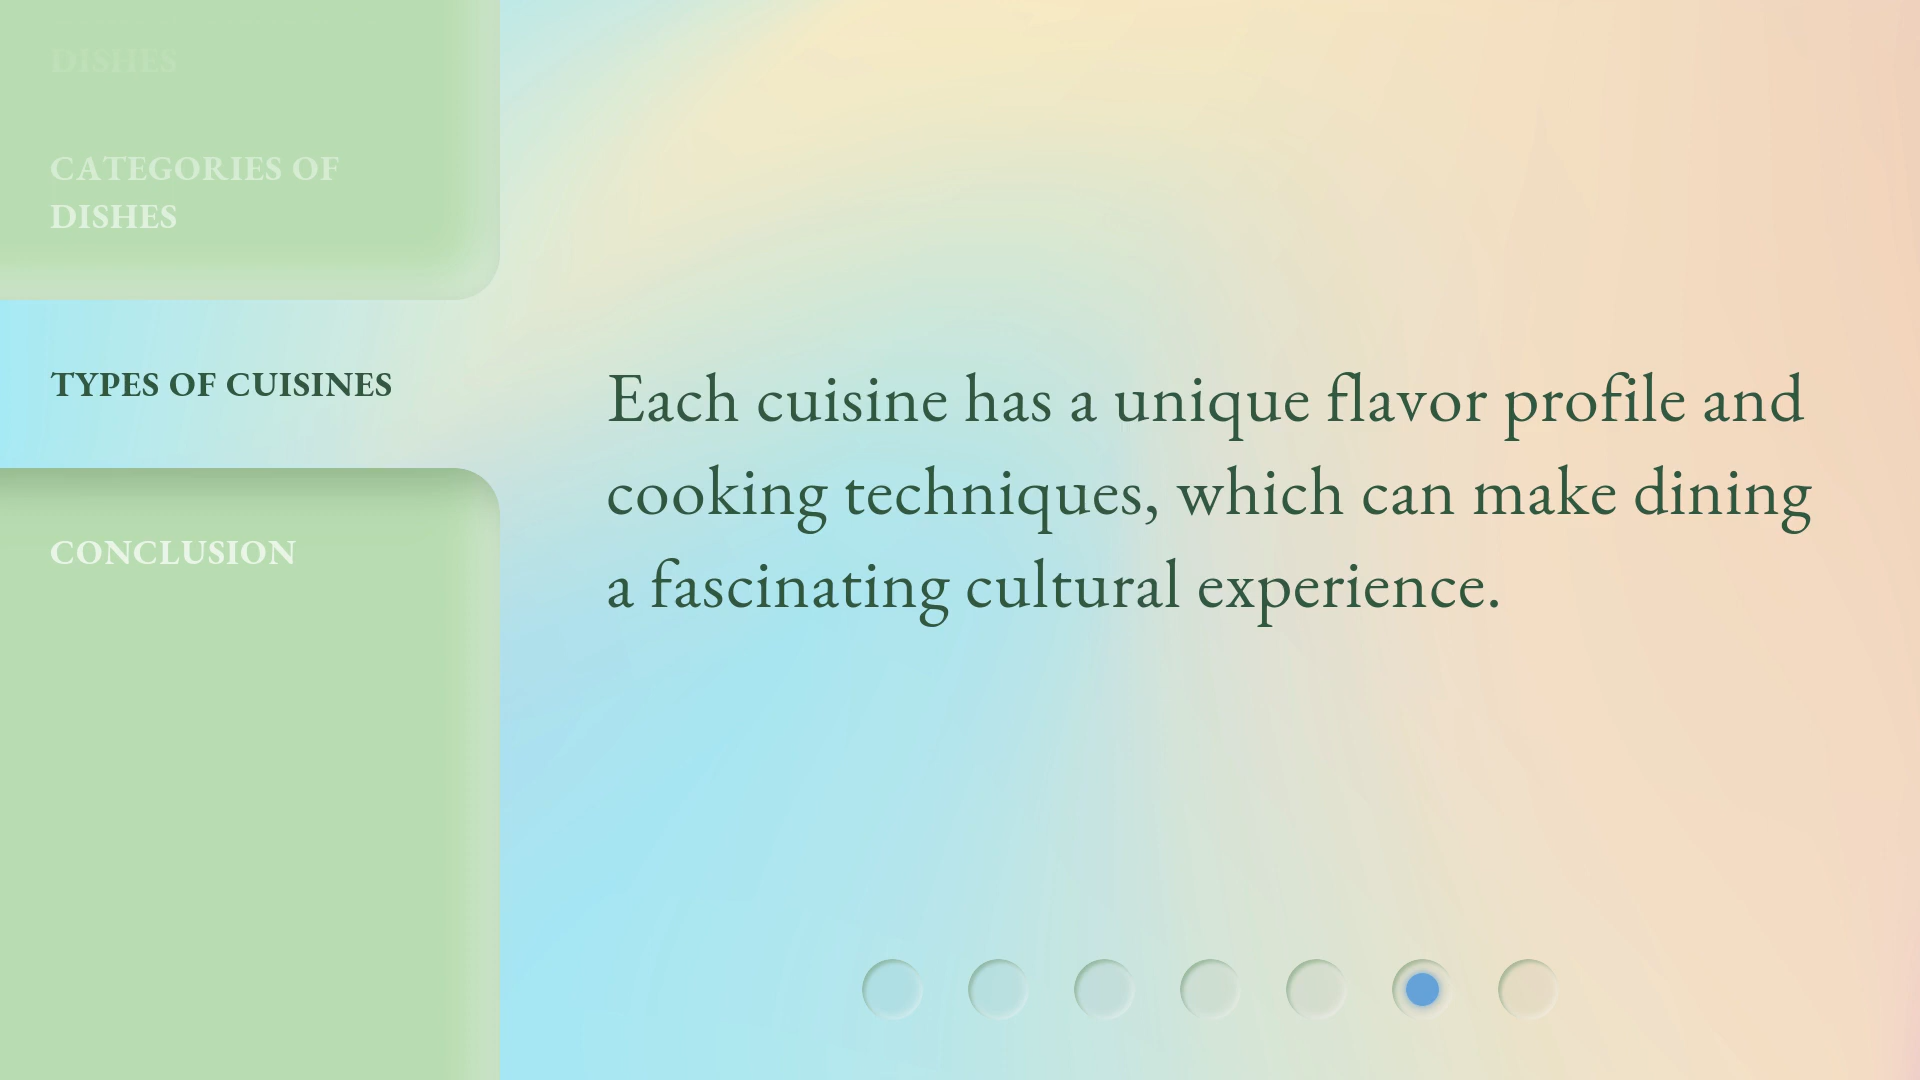 DISHES
CATEGORIES OF
DISHES
TYPES OF CUISINES
CONCLUSION
Each cuisine has a unique flavor profile and
cooking techniques, which can make dining
a fascinating cultural experience.